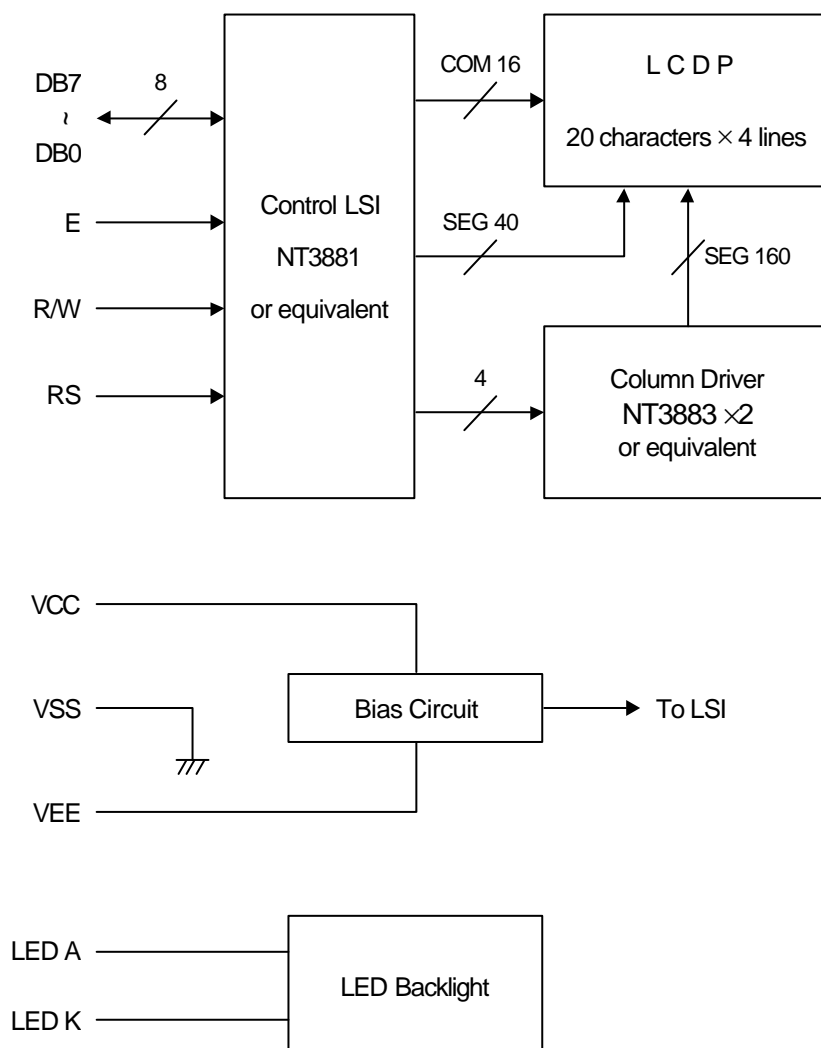 DB7
~
DB0
8
E
R/W
RS
Control LSI
NT3881
or equivalent
COM 16
SEG 40
4
L C D P
20 characters × 4 lines
SEG 160
Column Driver
NT3883 ×2
or equivalent
VCC
VSS
VEE
Bias Circuit
To LSI
LED A
LED K
LED Backlight